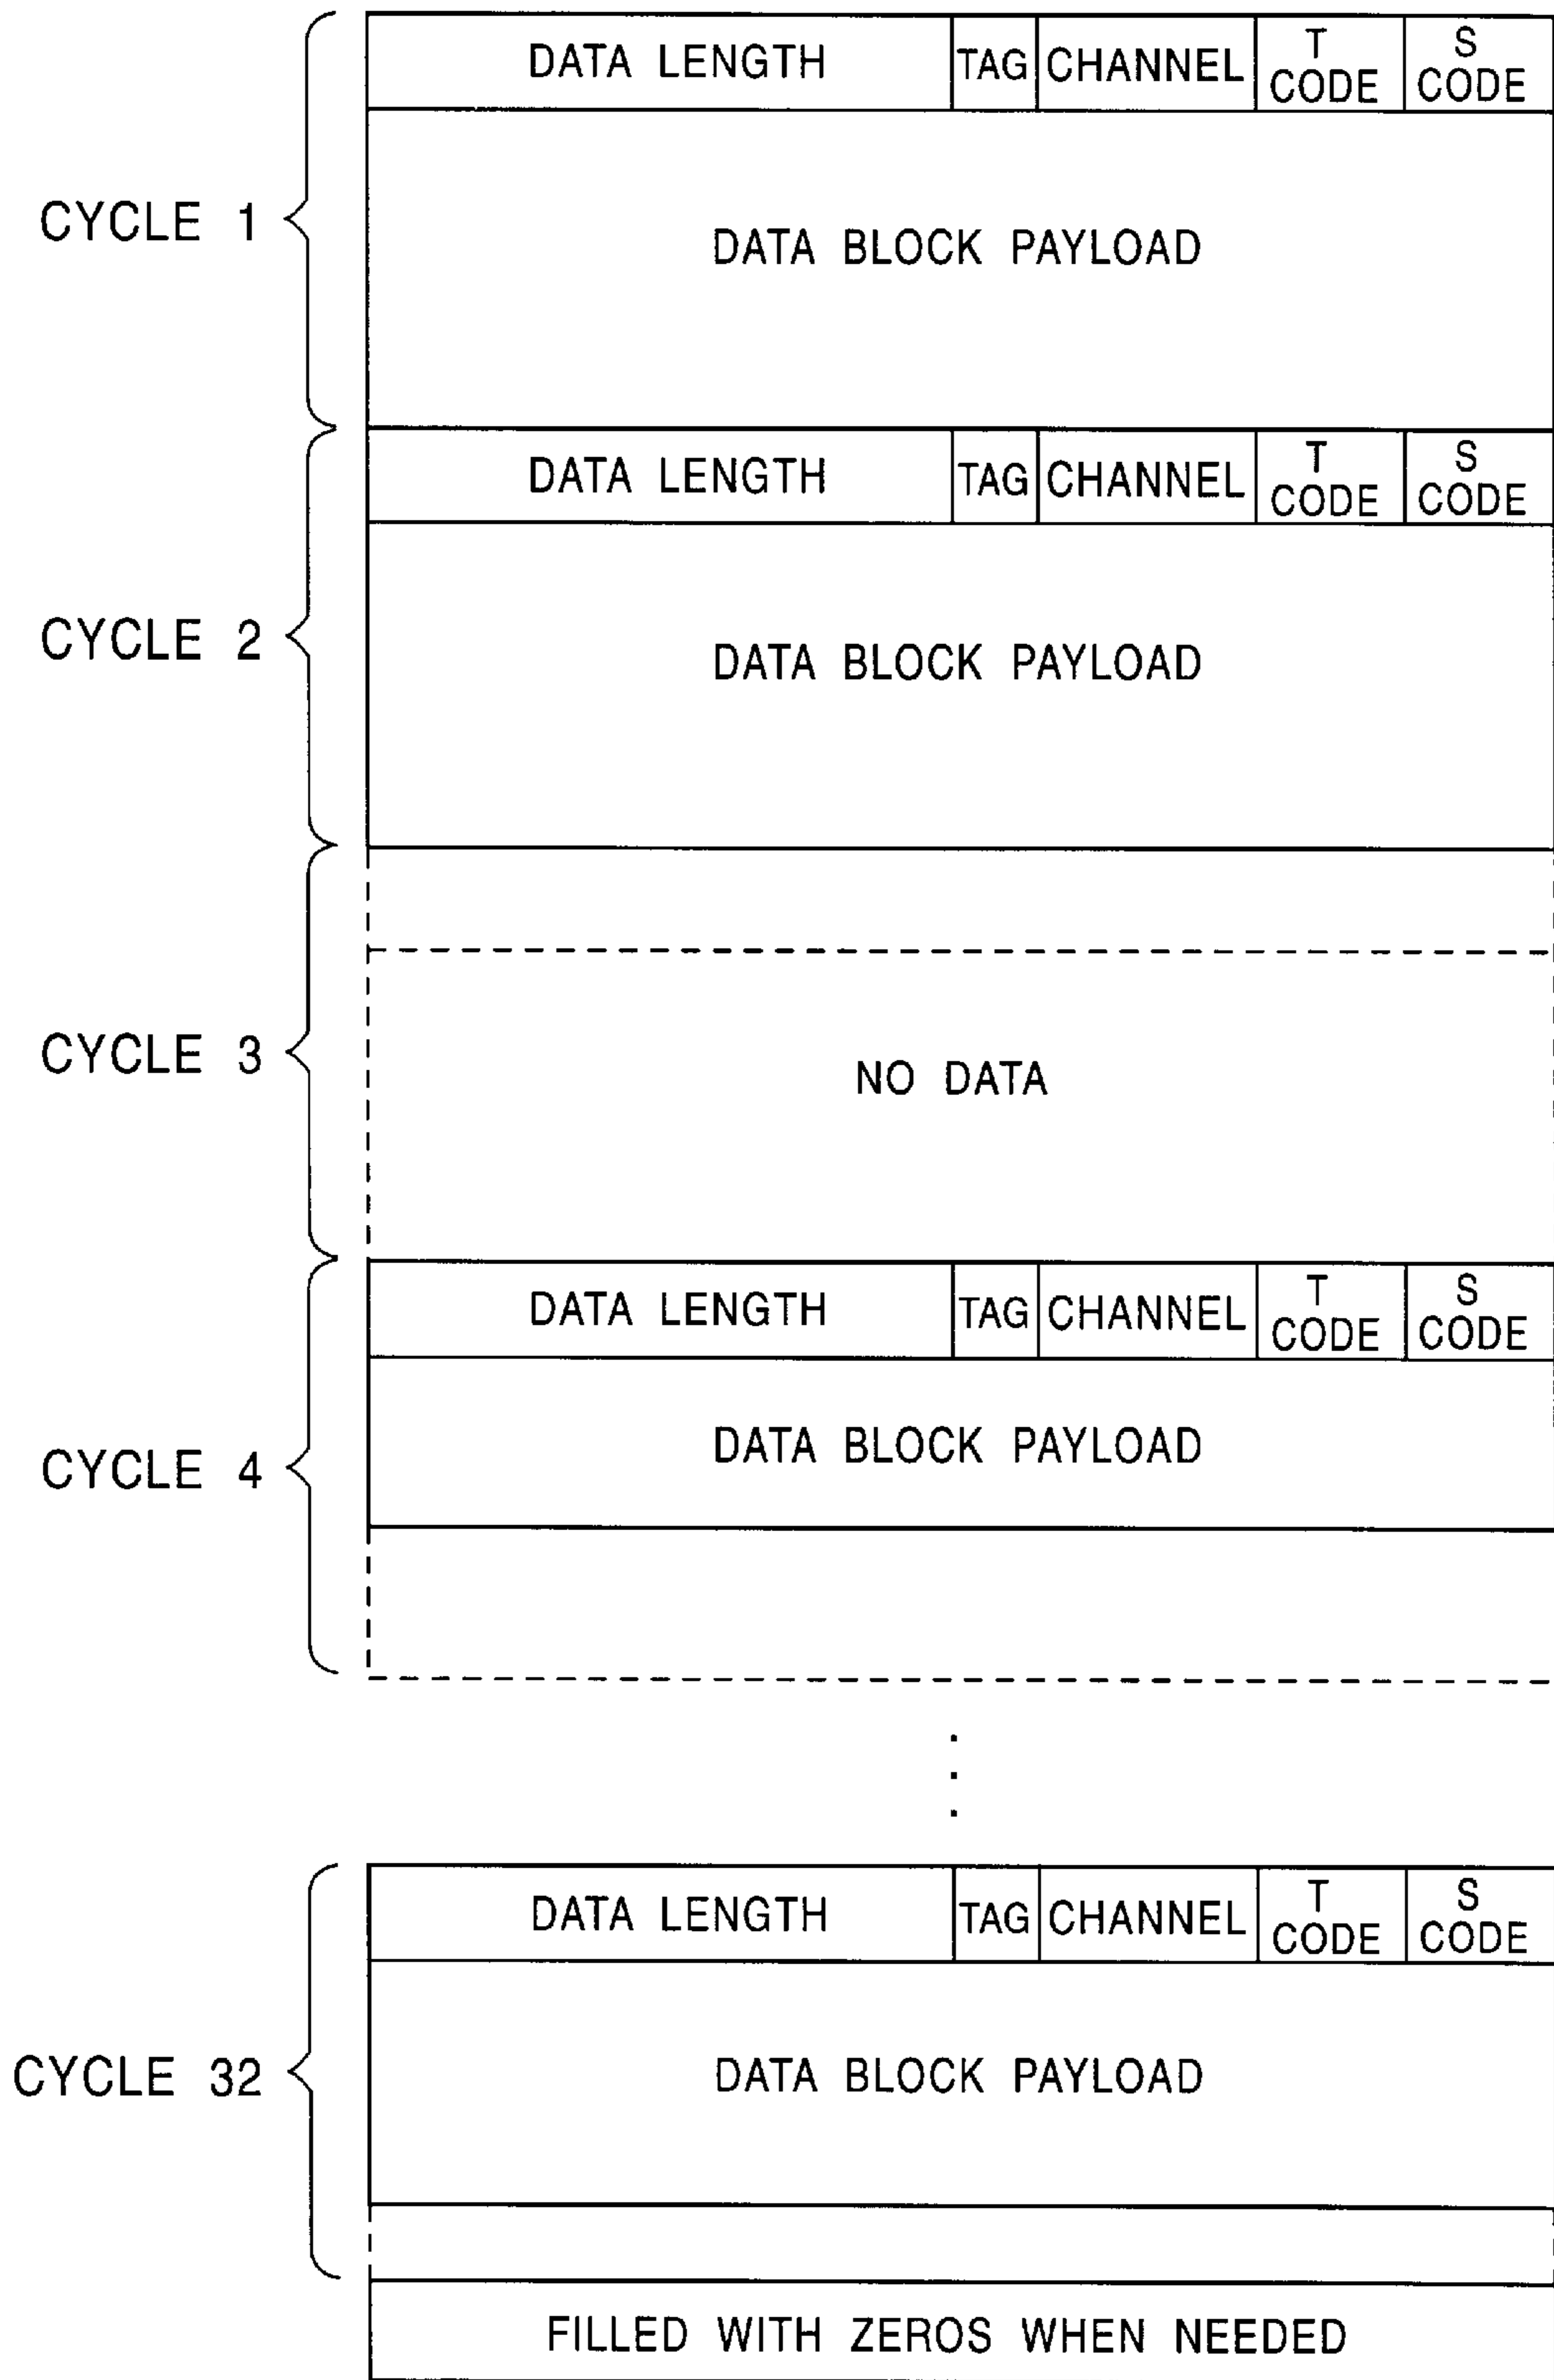 DATA LENGTH TAG CHANNEL T CODE S CODE
CYCLE 1
DATA BLOCK PAYLOAD
DATA LENGTH TAG CHANNEL T CODE S CODE
CYCLE 2
DATA BLOCK PAYLOAD
CYCLE 3
NO DATA
DATA LENGTH TAG CHANNEL T CODE S CODE
CYCLE 4
DATA BLOCK PAYLOAD
DATA LENGTH TAG CHANNEL T CODE S CODE
CYCLE 32
DATA BLOCK PAYLOAD
FILLED WITH ZEROS WHEN NEEDED